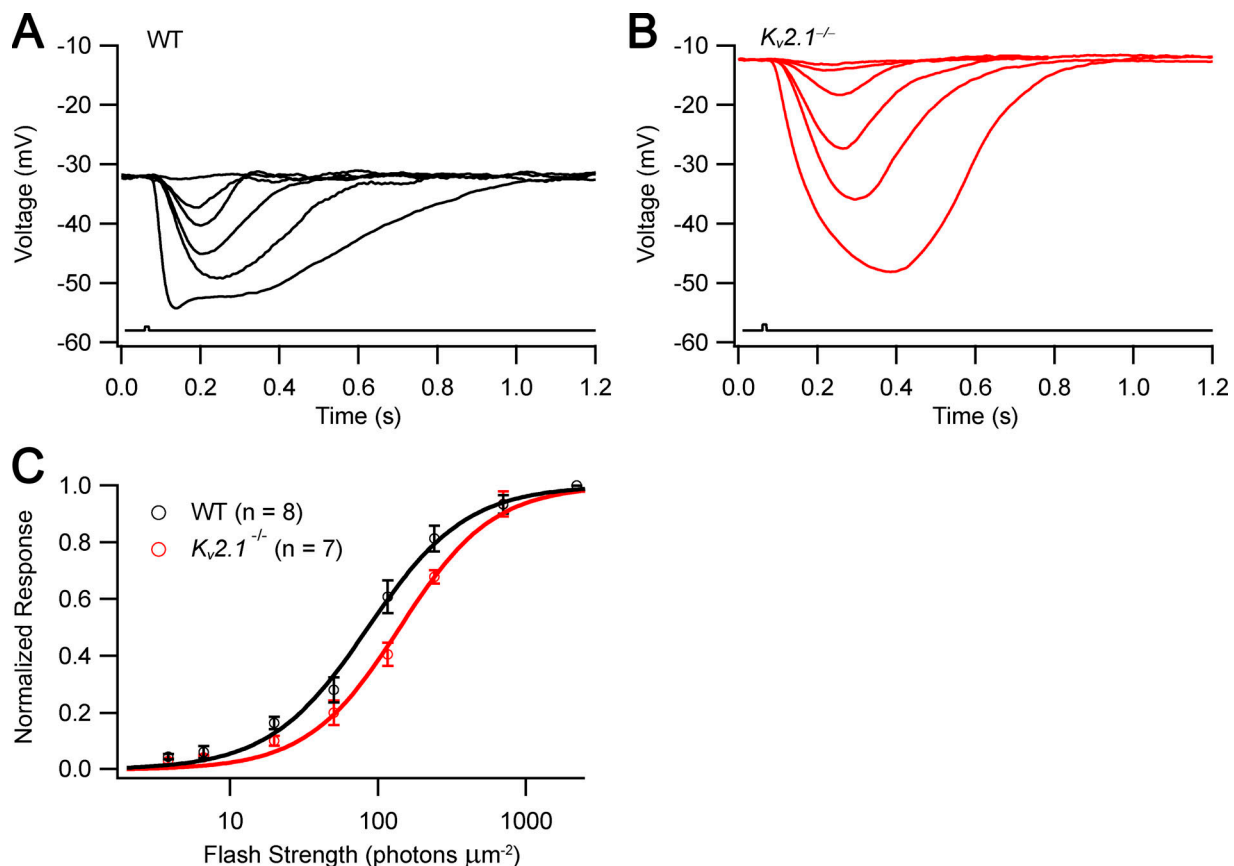 A
WT
-10
-20
-30
-40
-50
-60
Voltage (mV)
0.0 0.2 0.4 0.6 0.8 1.0 1.2
Time (s)
B
Kv2.1–/–
-10
-20
-30
-40
-50
-60
Voltage (mV)
0.0 0.2 0.4 0.6 0.8 1.0 1.2
Time (s)
C
WT (n = 8)
Kv2.1 -/- (n = 7)
1.0
0.8
0.6
0.4
0.2
0.0
Normalized Response
10 100 1000
Flash Strength (photons μm-2)